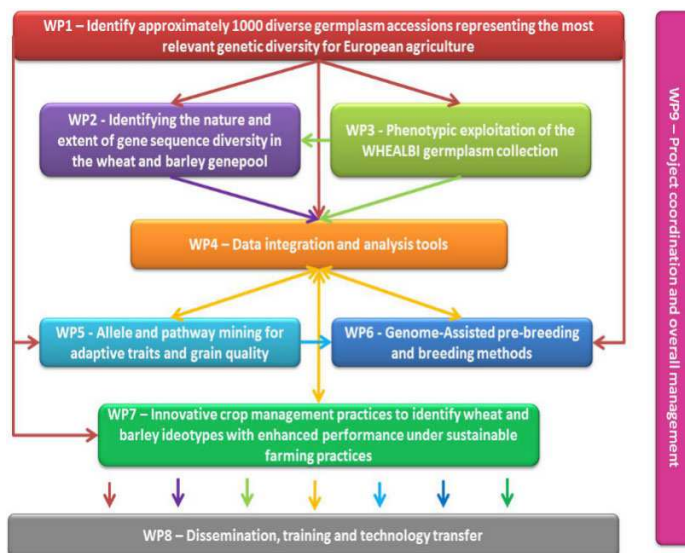 WP1 – Identify approximately 1000 diverse germplasm accessions representing the most
relevant genetic diversity for European agriculture
WP2 - Identifying the nature and
extent of gene sequence diversity in
the wheat and barley genepool
WP3 - Phenotypic exploitation of the
WHEALBI germplasm collection
WP4 – Data integration and analysis tools
WP5 - Allele and pathway mining for
adaptive traits and grain quality
WP6 - Genome-Assisted pre-breeding
and breeding methods
WP7 – Innovative crop management practices to identify wheat and
barley ideotypes with enhanced performance under sustainable
farming practices
WP8 – Dissemination, training and technology transfer
WP9 – Project coordination and overall management